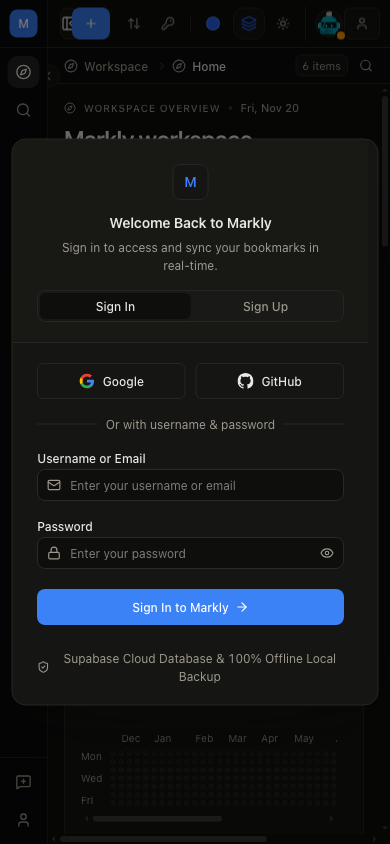 M
Workspace
Home
6 items
WORKSPACE OVERVIEW • Fri, Nov 20
Markly workspace
M
Welcome Back to Markly
Sign in to access and sync your bookmarks in
real-time.
Sign In
Sign Up
Google
GitHub
Or with username & password
Username or Email
Enter your username or email
Password
Enter your password
Sign In to Markly
Supabase Cloud Database & 100% Offline Local
Backup
Dec Jan Feb Mar Apr May .
Mon
Wed
Fri